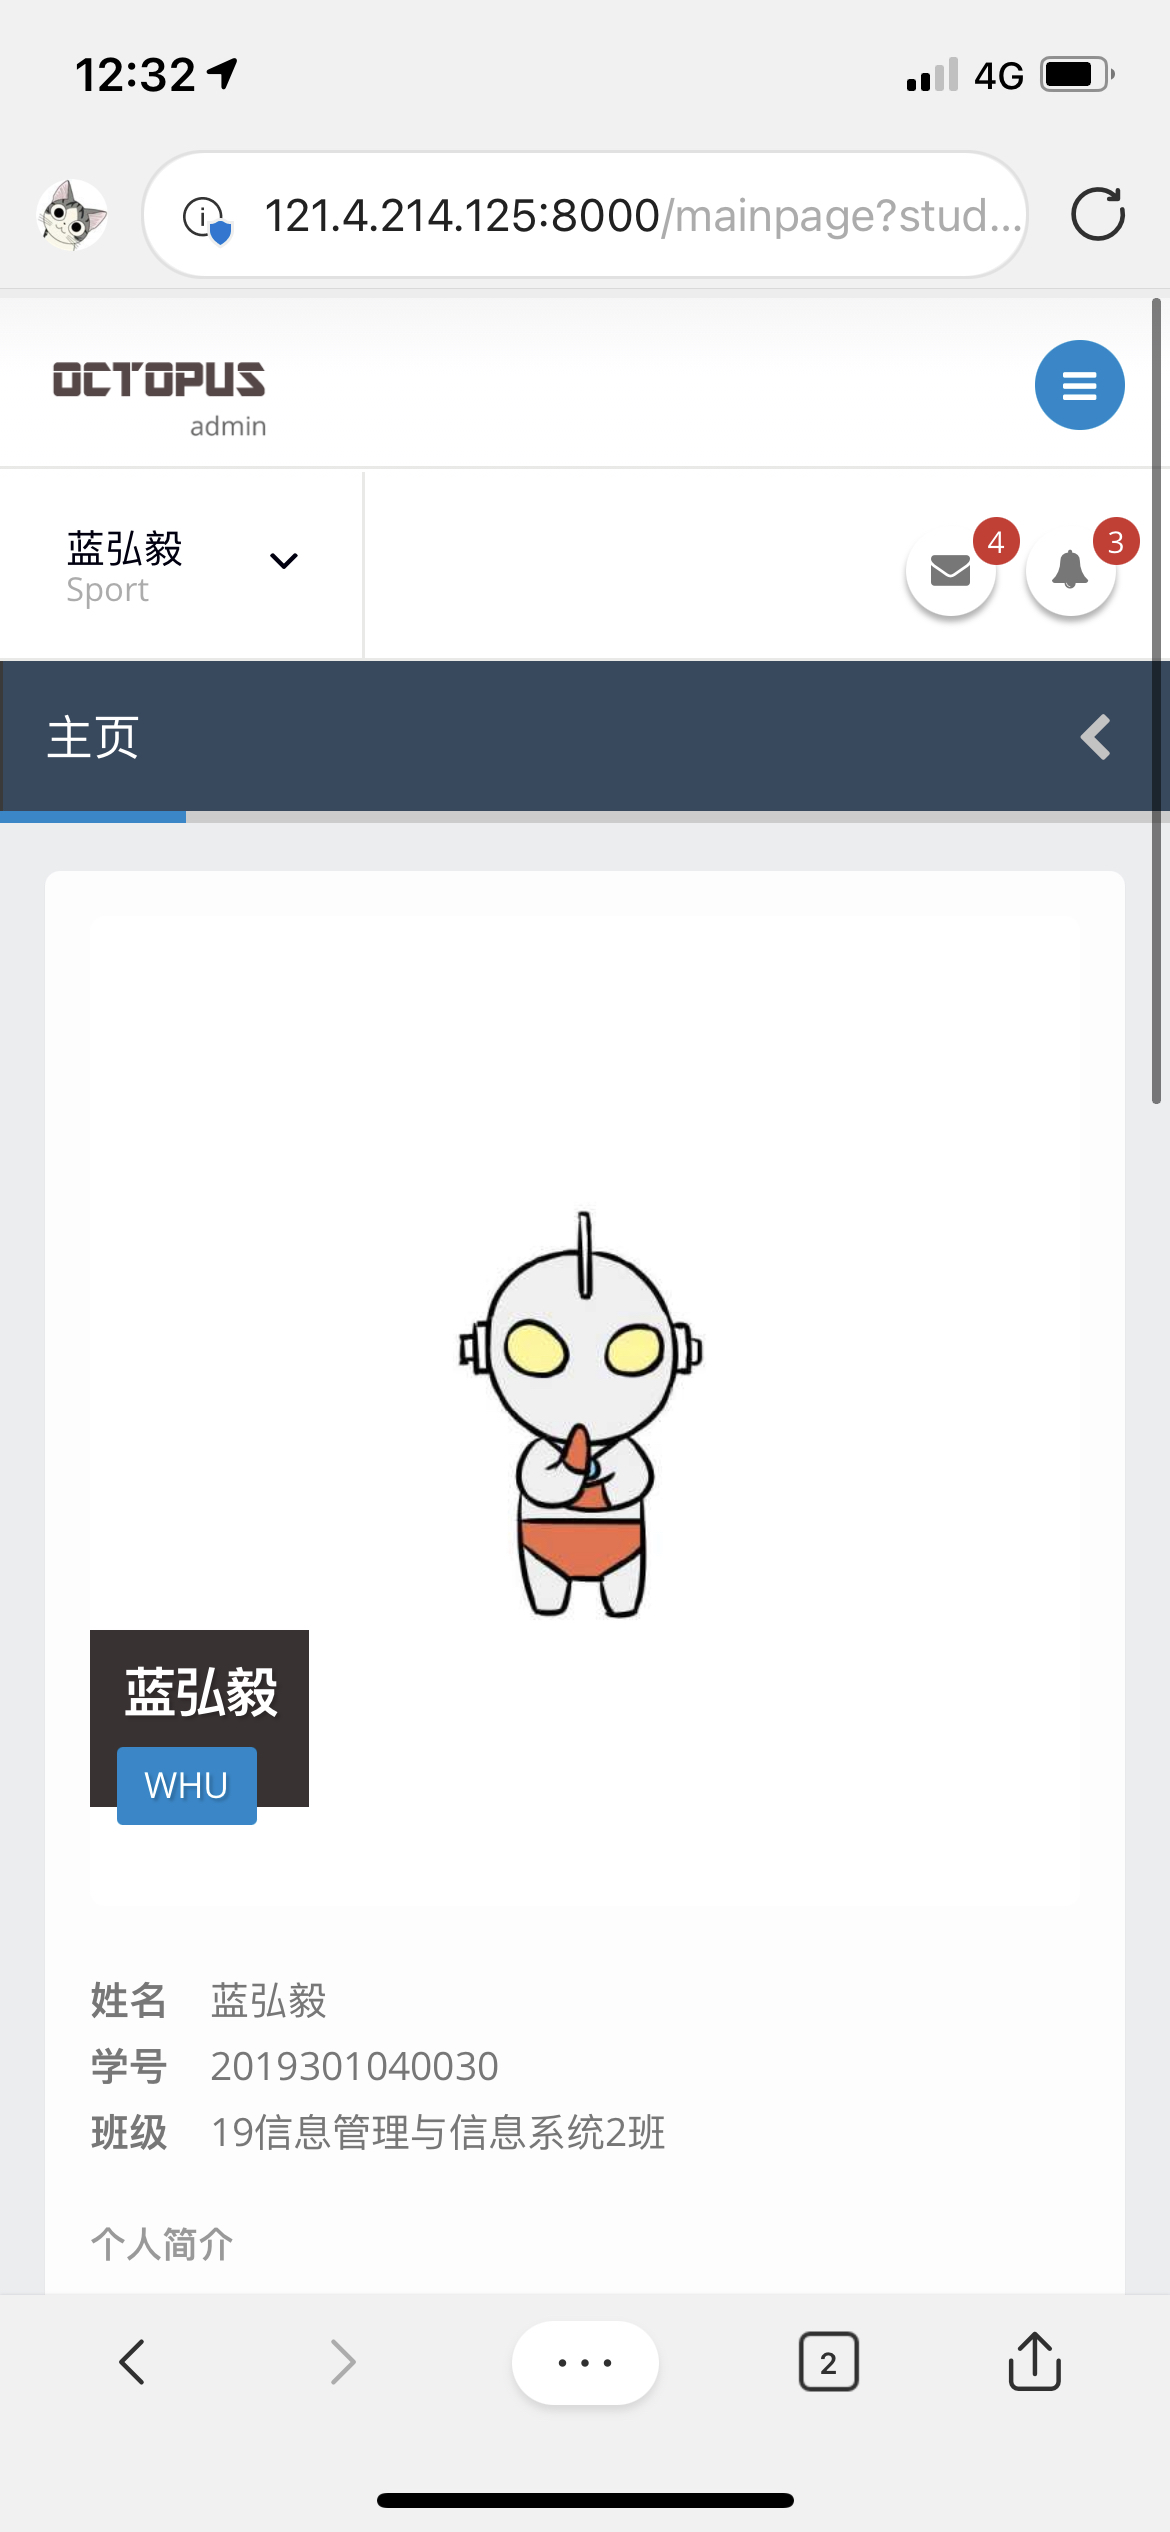 12:32
4G
121.4.214.125:8000/mainpage?stud...
OCTOPUS
admin
蓝弘毅
Sport
4
3
主页
蓝弘毅
WHU
姓名 蓝弘毅
学号 2019301040030
班级 19信息管理与信息系统2班
个人简介
2